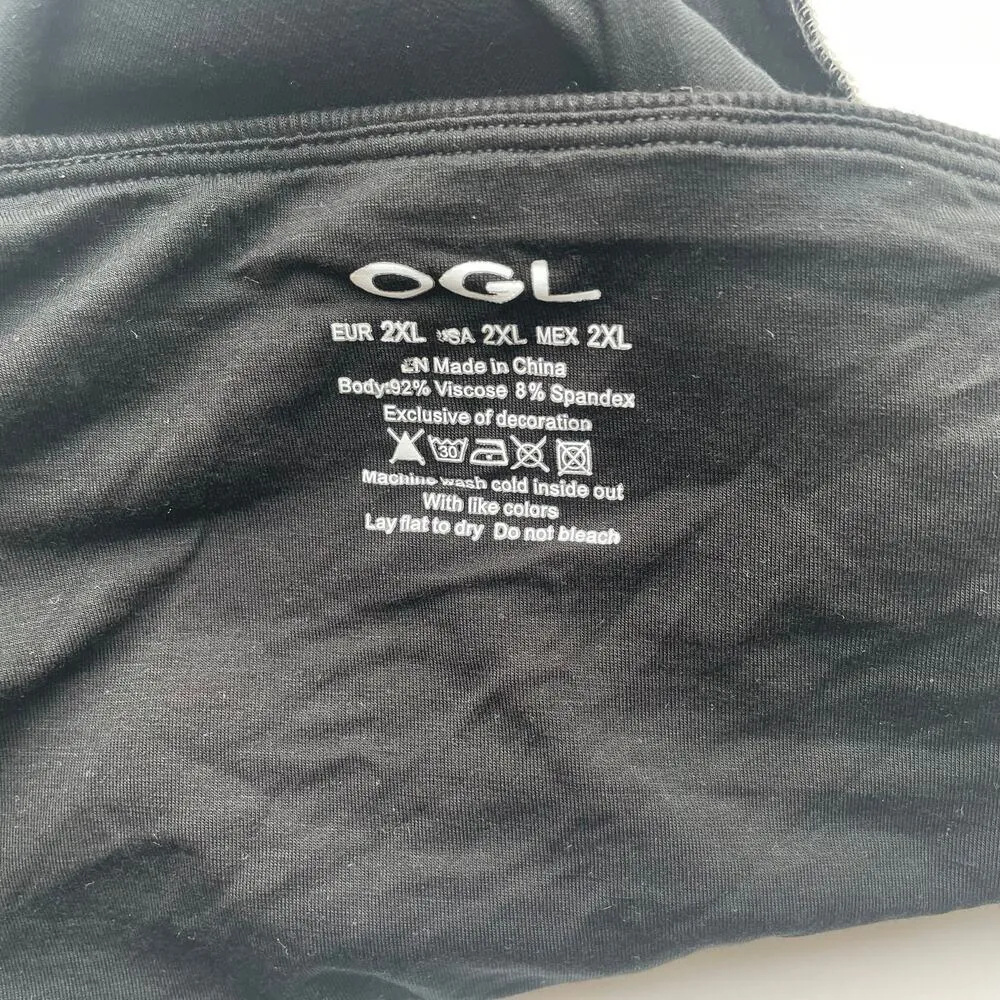 OGL
EUR 2XL USA 2XL MEX 2XL
EN Made in China
Body:92% Viscose 8% Spandex
Exclusive of decoration
30
Machine wash cold inside out
With like colors
Lay flat to dry Do not bleach